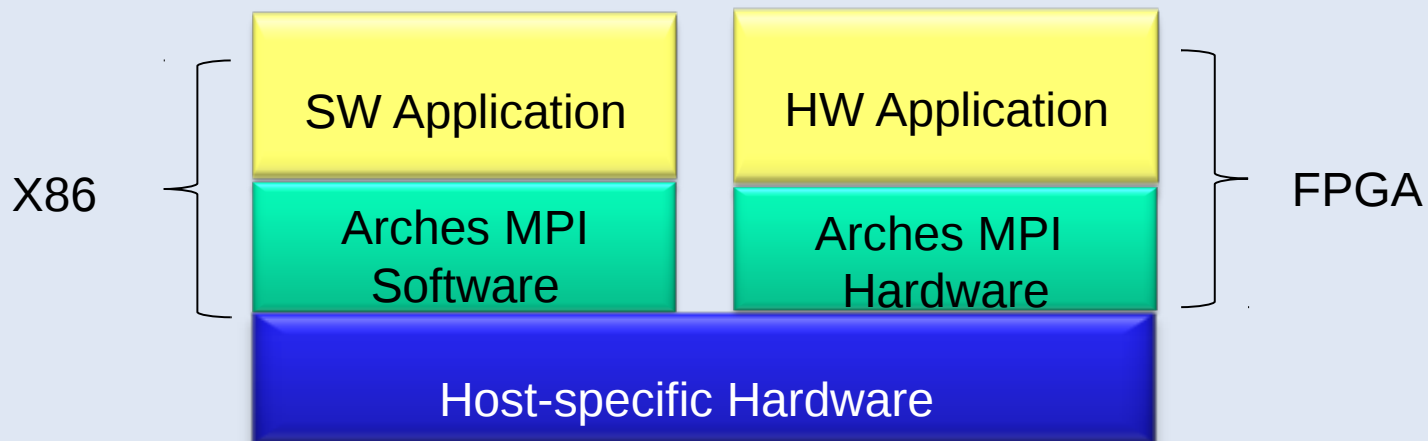 SW Application
HW Application
X86
FPGA
Arches MPI
Software
Arches MPI
Hardware
Host-specific Hardware